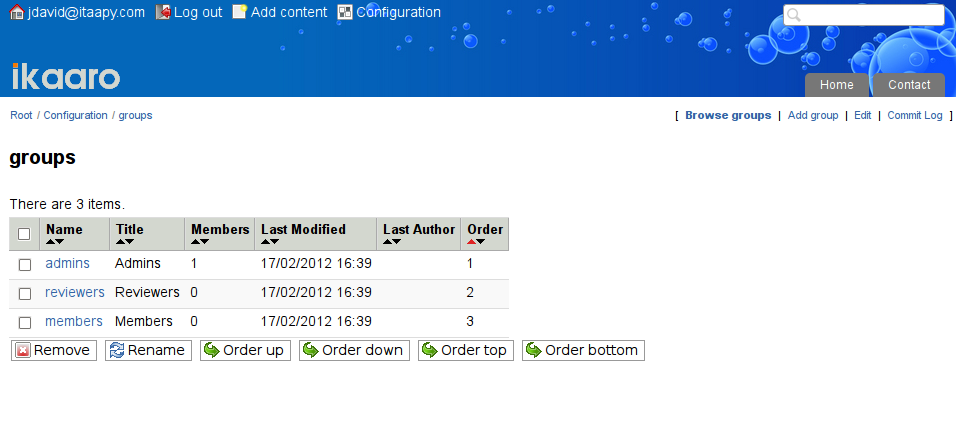 jdavid@itaapy.com Log out Add content Configuration
ikaaro
Home Contact
Root / Configuration / groups [ Browse groups | Add group | Edit | Commit Log ]
groups
There are 3 items.
Name Title Members Last Modified Last Author Order
admins Admins 1 17/02/2012 16:39 1
reviewers Reviewers 0 17/02/2012 16:39 2
members Members 0 17/02/2012 16:39 3
Remove Rename Order up Order down Order top Order bottom